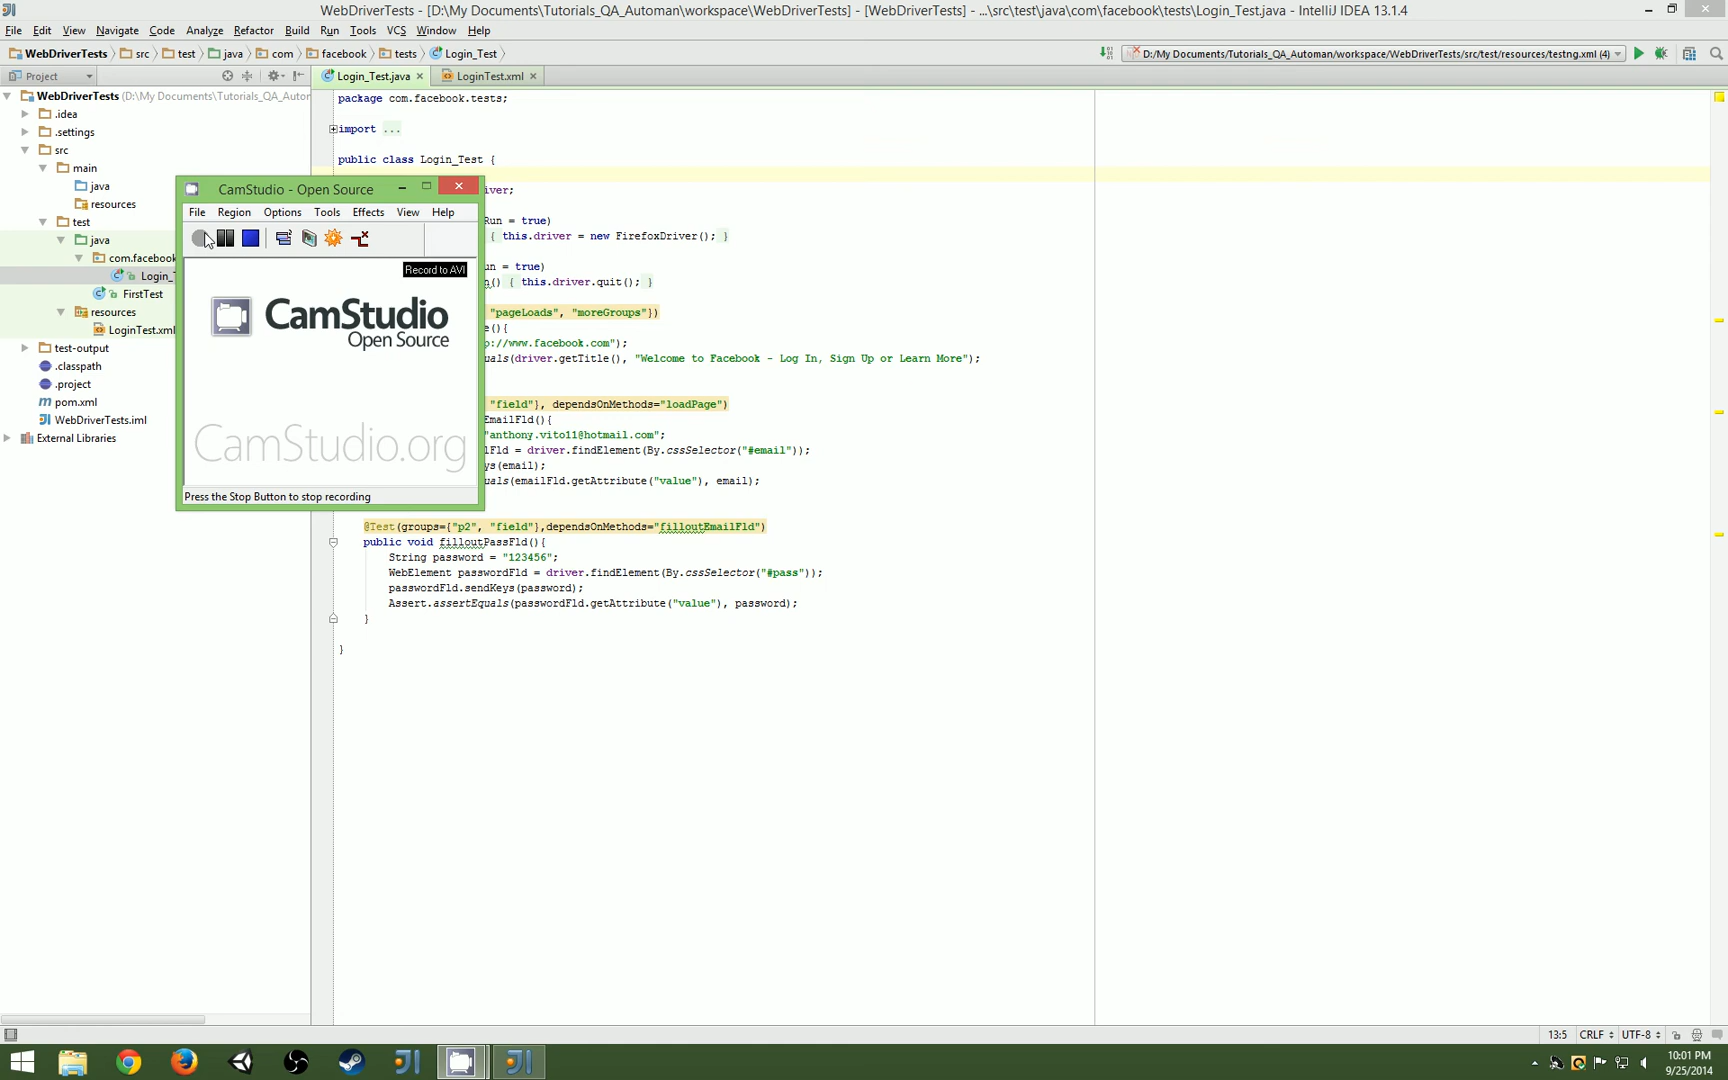 WebDriverTests - [D:\My Documents\Tutorials_QA_Automan\workspace\WebDriverTests] - [WebDriverTests] - ...\src\test\java\com\facebook\tests\Login_Test.java - IntelliJ IDEA 13.1.4
File Edit View Navigate Code Analyze Refactor Build Run Tools VCS Window Help
WebDriverTests src test java com facebook tests Login_Test D:/My Documents/Tutorials_QA_Automan/workspace/WebDriverTests/src/test/resources/testng.xml (4)
Project Login_Test.java LoginTest.xml
WebDriverTests (D:\My Documents\Tutorials_QA_Autor
.idea
.settings
src
main
java
resources
test
java
com.facebook
Login_T
FirstTest
resources
LoginTest.xml
test-output
.classpath
.project
pom.xml
WebDriverTests.iml
External Libraries
package com.facebook.tests;
import ...
public class Login_Test {
iver;
Run = true)
{ this.driver = new FirefoxDriver(); }
un = true)
n() { this.driver.quit(); }
"pageLoads", "moreGroups"})
e(){
p://www.facebook.com");
uals(driver.getTitle(), "Welcome to Facebook - Log In, Sign Up or Learn More");
"field"}, dependsOnMethods="loadPage")
EmailFld(){
"anthony.vito11@hotmail.com";
lFld = driver.findElement(By.cssSelector("#email"));
ys(email);
uals(emailFld.getAttribute("value"), email);
@Test(groups={"p2", "field"},dependsOnMethods="filloutEmailFld")
public void filloutPassFld(){
String password = "123456";
WebElement passwordFld = driver.findElement(By.cssSelector("#pass"));
passwordFld.sendKeys(password);
Assert.assertEquals(passwordFld.getAttribute("value"), password);
}
}
CamStudio - Open Source
File Region Options Tools Effects View Help
Record to AVI
CamStudio
Open Source
CamStudio.org
Press the Stop Button to stop recording
13:5 CRLF UTF-8
10:01 PM
9/25/2014